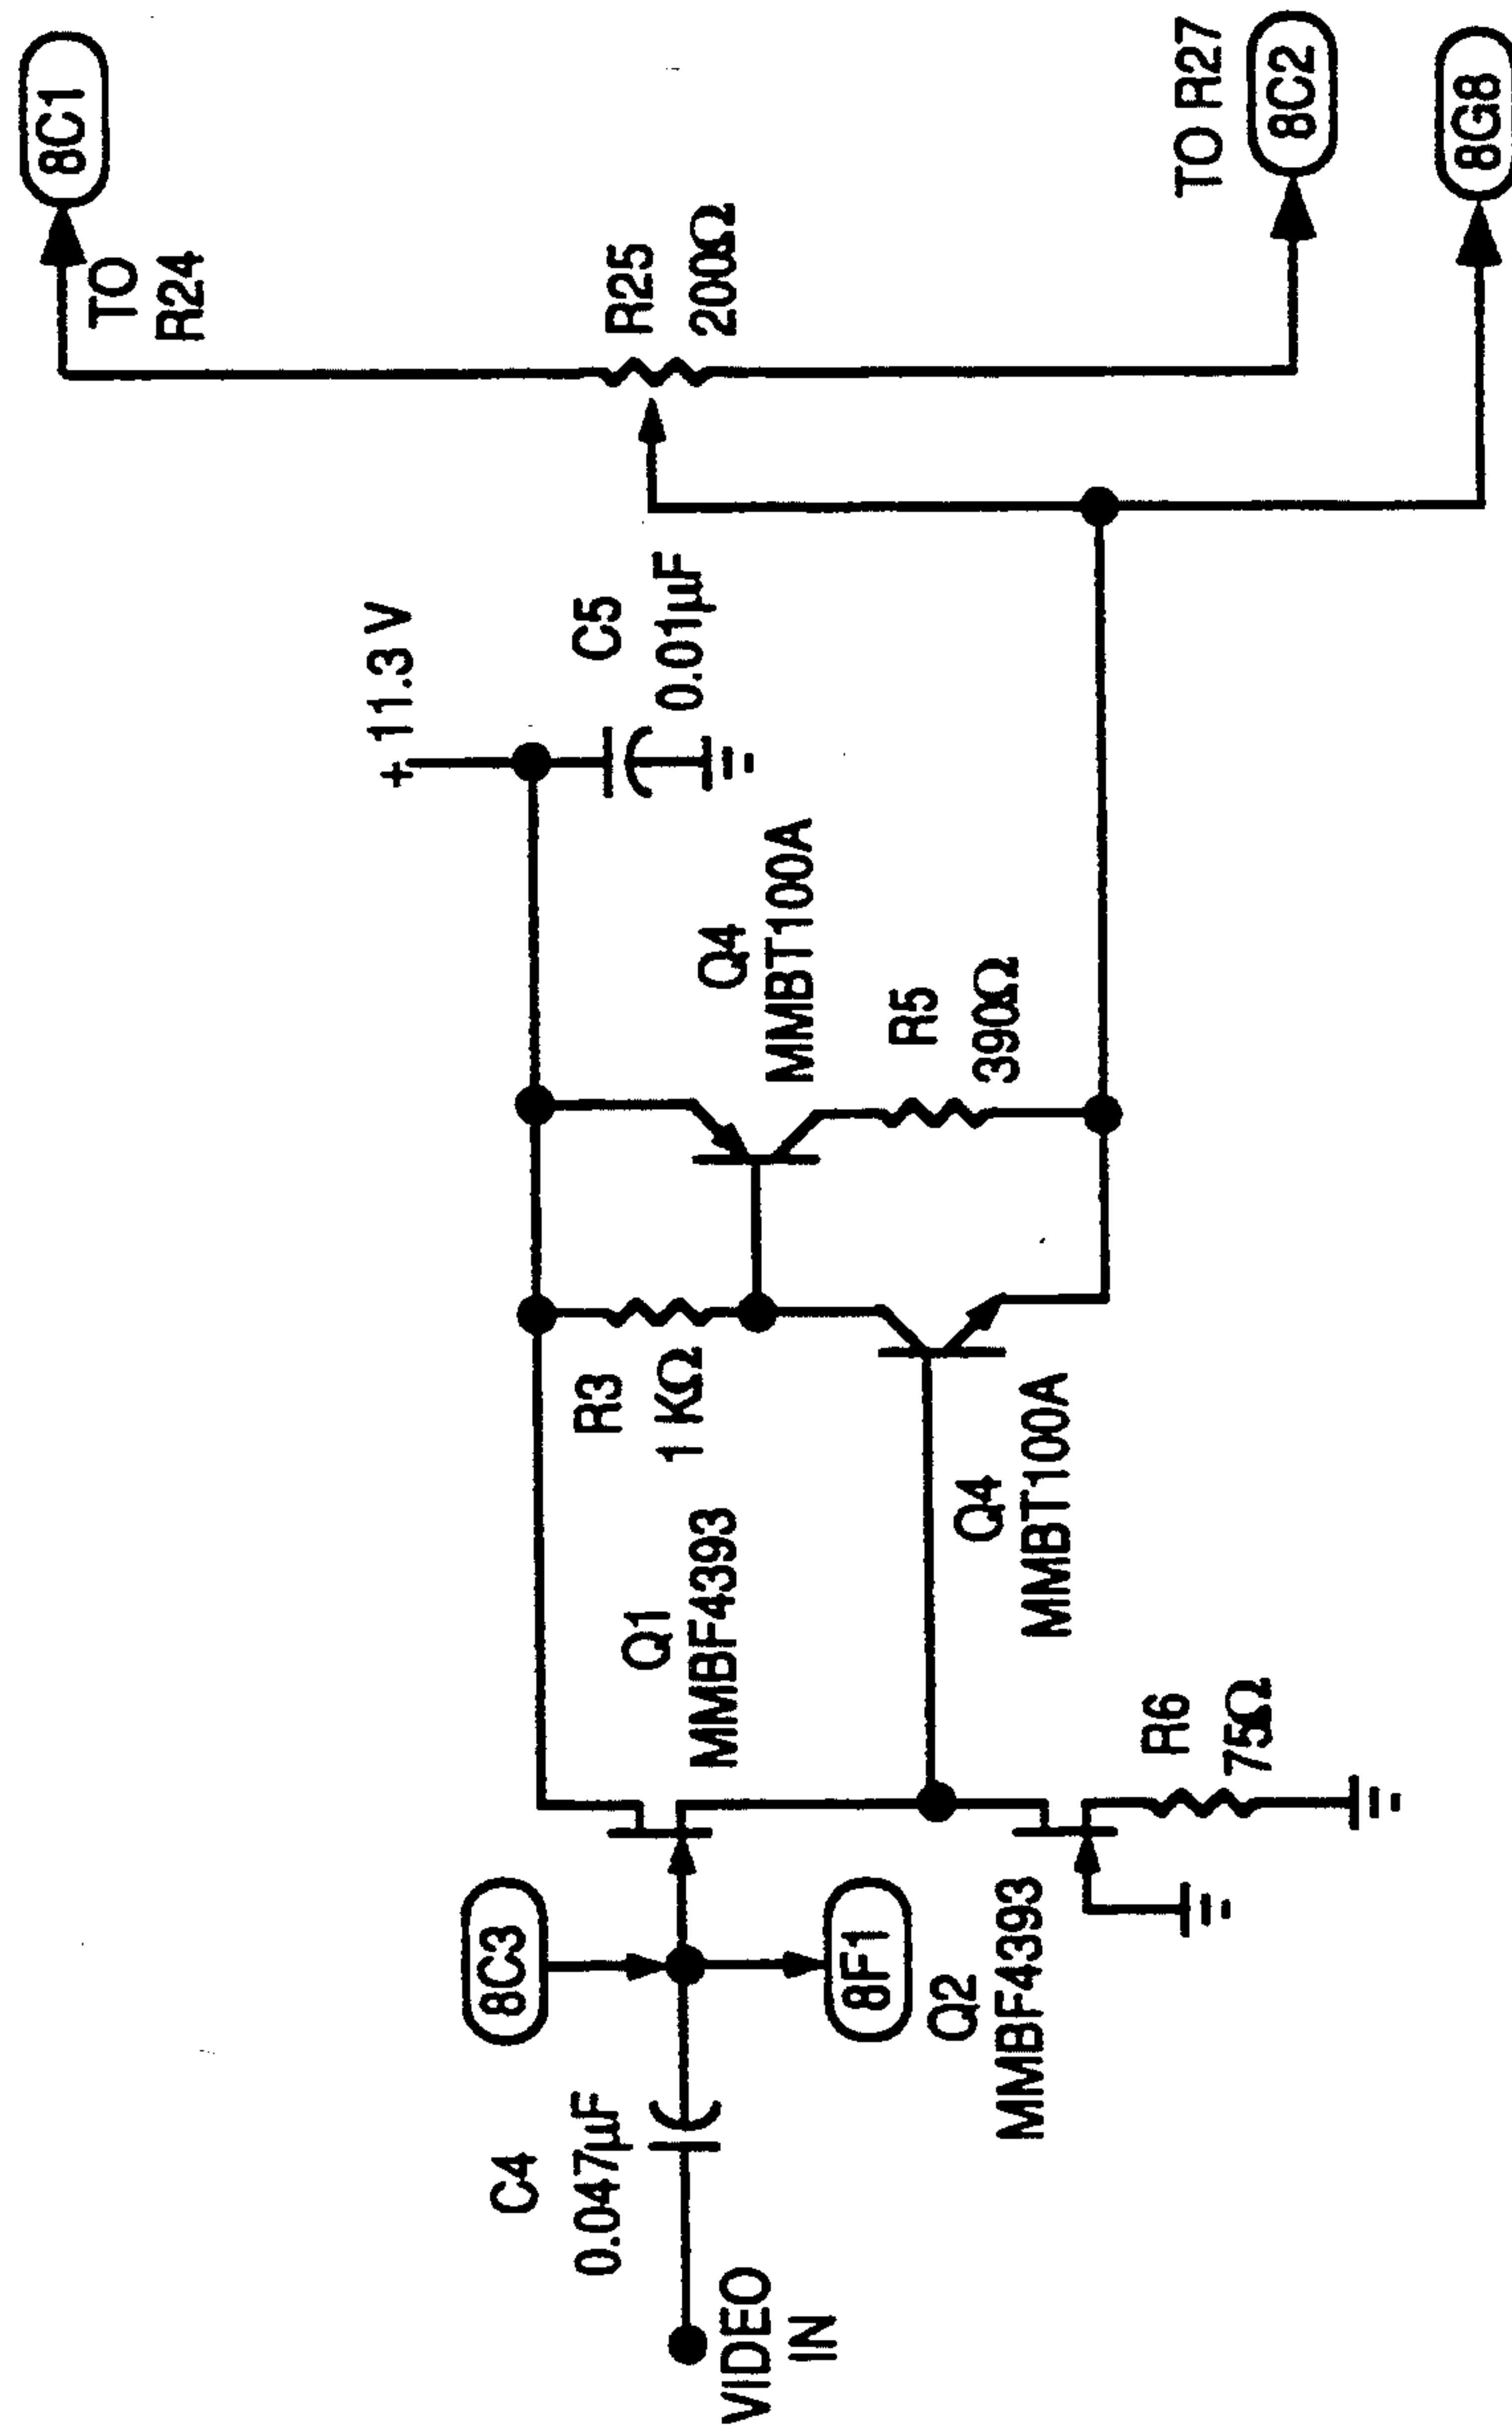 8C1
TO
R24
R25
200Ω
TO R27
8C2
8G8
+ 11.3 V
C5
0.01µF
Q4
MMBT100A
R5
390Ω
R3
1 KΩ
Q1
MMBF4393
Q4
MMBT100A
R6
75Ω
8C3
8F1
Q2
MMBF4393
C4
0.047µF
VIDEO
IN